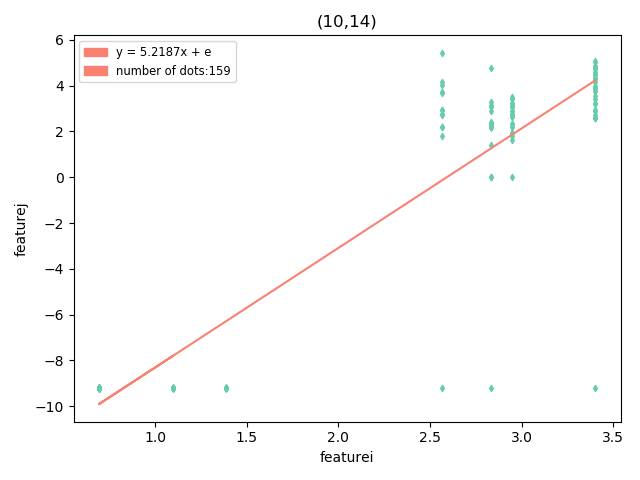 (10,14)
y = 5.2187x + e
number of dots:159
6
4
2
0
−2
−4
−6
−8
−10
featurej
1.0 1.5 2.0 2.5 3.0 3.5
featurei